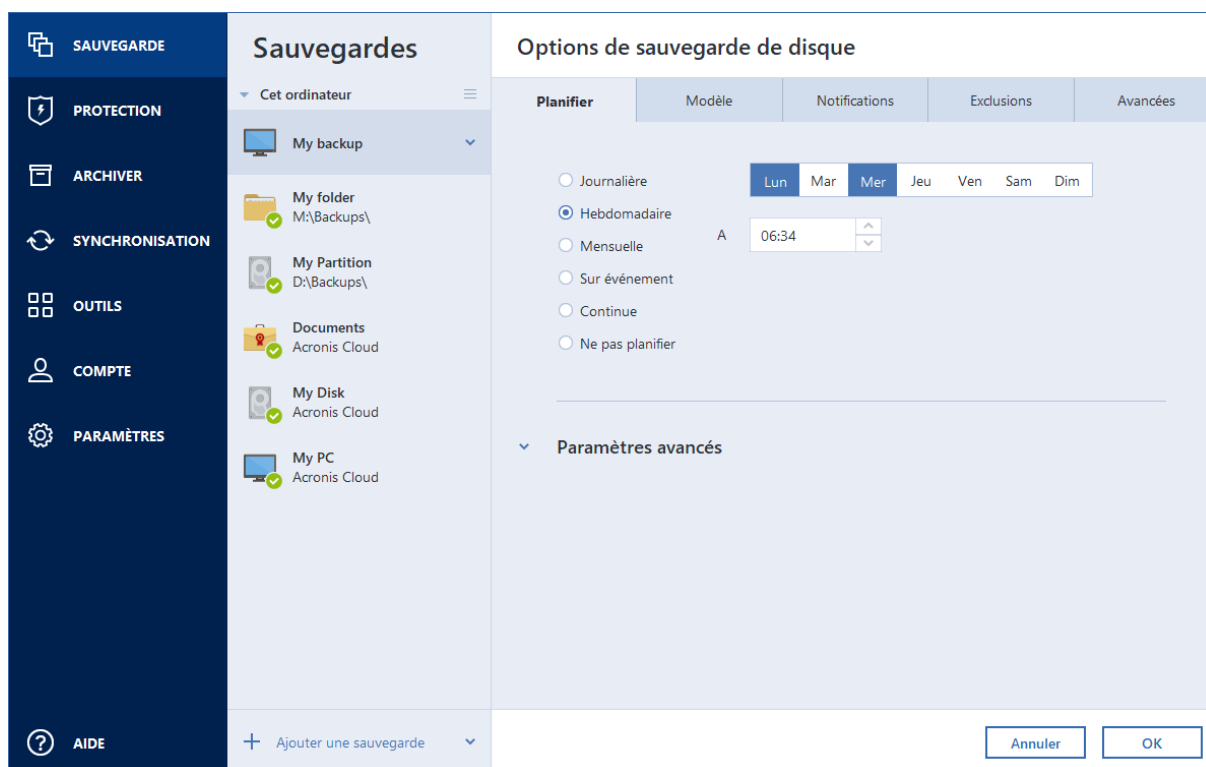 SAUVEGARDE
PROTECTION
ARCHIVER
SYNCHRONISATION
OUTILS
COMPTE
PARAMÈTRES
AIDE
Sauvegardes
Cet ordinateur
My backup
My folder
M:\Backups\
My Partition
D:\Backups\
Documents
Acronis Cloud
My Disk
Acronis Cloud
My PC
Acronis Cloud
Ajouter une sauvegarde
Options de sauvegarde de disque
Planifier Modèle Notifications Exclusions Avancées
Journalière
Hebdomadaire
Mensuelle
Sur événement
Continue
Ne pas planifier
Lun Mar Mer Jeu Ven Sam Dim
A 06:34
Paramètres avancés
Annuler OK